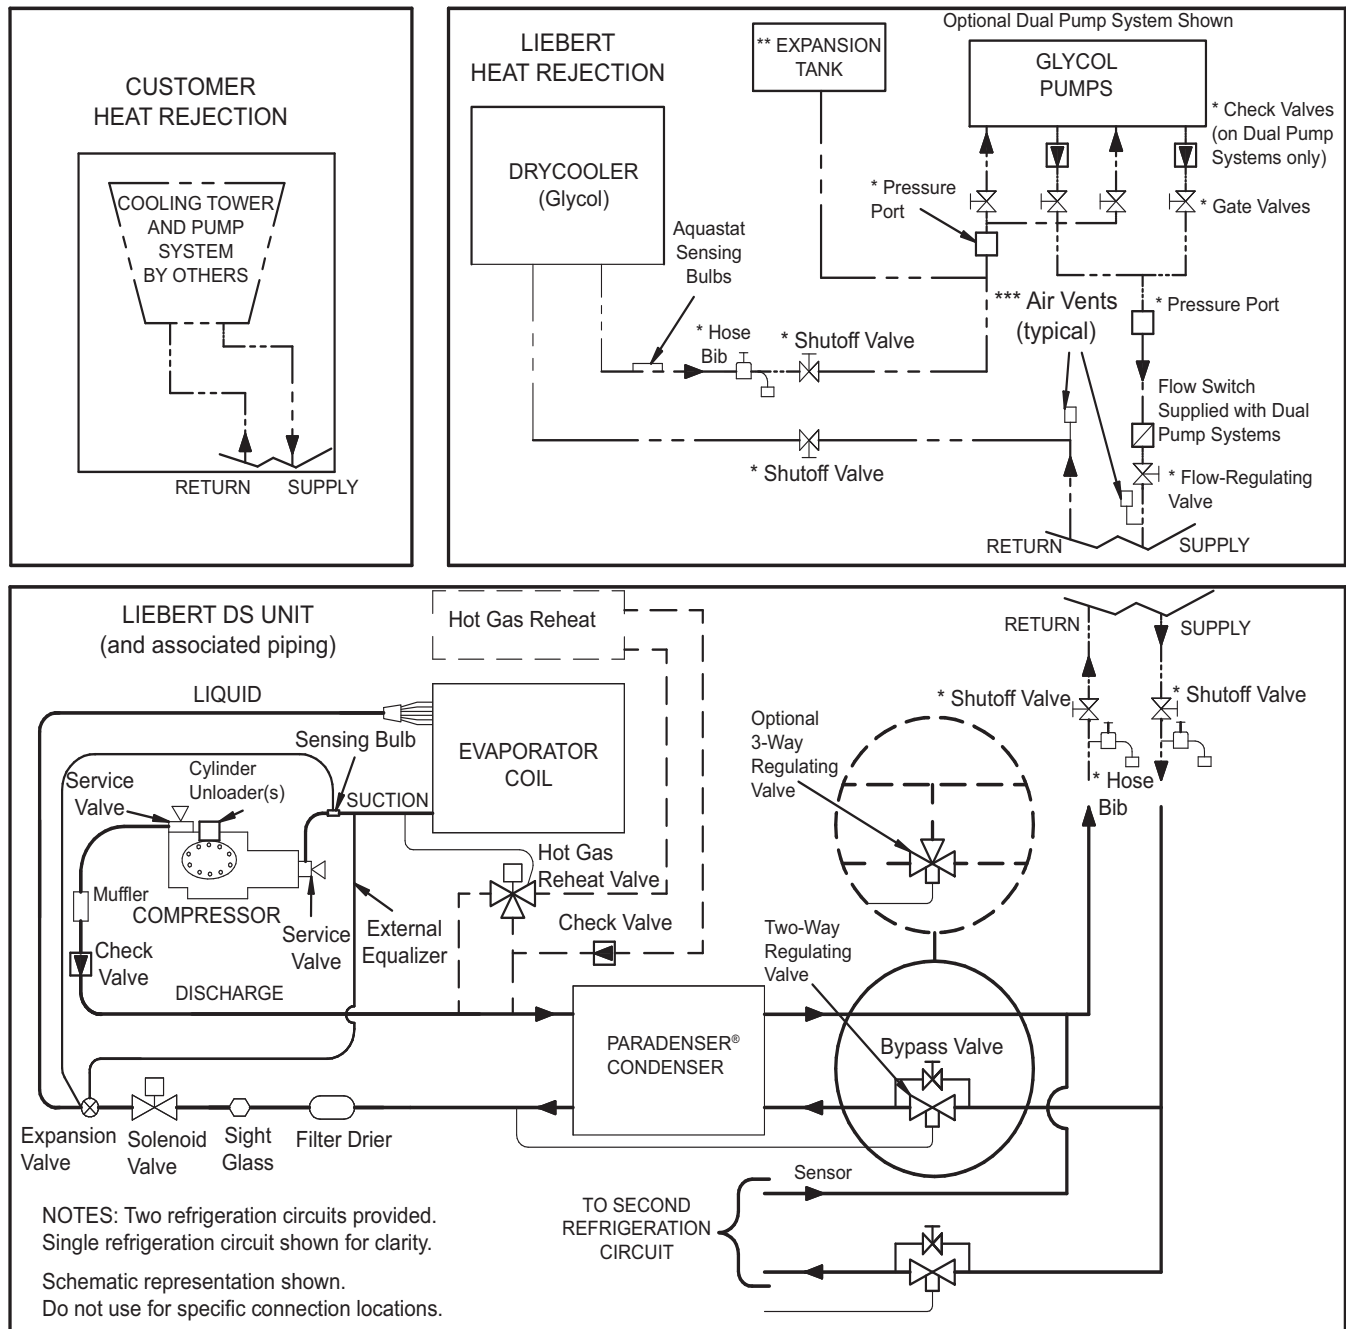 CUSTOMER
HEAT REJECTION
COOLING TOWER
AND PUMP
SYSTEM
BY OTHERS
RETURN
SUPPLY
LIEBERT
HEAT REJECTION
** EXPANSION
TANK
Optional Dual Pump System Shown
GLYCOL
PUMPS
* Check Valves
(on Dual Pump
Systems only)
DRYCOOLER
(Glycol)
* Pressure
Port
* Gate Valves
Aquastat
Sensing
Bulbs
*** Air Vents
(typical)
* Pressure Port
* Hose
Bib
* Shutoff Valve
Flow Switch
Supplied with Dual
Pump Systems
* Shutoff Valve
* Flow-Regulating
Valve
RETURN
SUPPLY
LIEBERT DS UNIT
(and associated piping)
Hot Gas Reheat
RETURN
SUPPLY
LIQUID
* Shutoff Valve
* Shutoff Valve
Sensing Bulb
EVAPORATOR
COIL
Optional
3-Way
Regulating
Valve
Service
Valve
Cylinder
Unloader(s)
SUCTION
* Hose
Bib
Hot Gas
Reheat Valve
Muffler
COMPRESSOR
Service
Valve
External
Equalizer
Check Valve
Two-Way
Regulating
Valve
Check
Valve
DISCHARGE
PARADENSER®
CONDENSER
Bypass Valve
Expansion
Valve
Solenoid
Valve
Sight
Glass
Filter Drier
Sensor
TO SECOND
REFRIGERATION
CIRCUIT
NOTES: Two refrigeration circuits provided.
Single refrigeration circuit shown for clarity.
Schematic representation shown.
Do not use for specific connection locations.